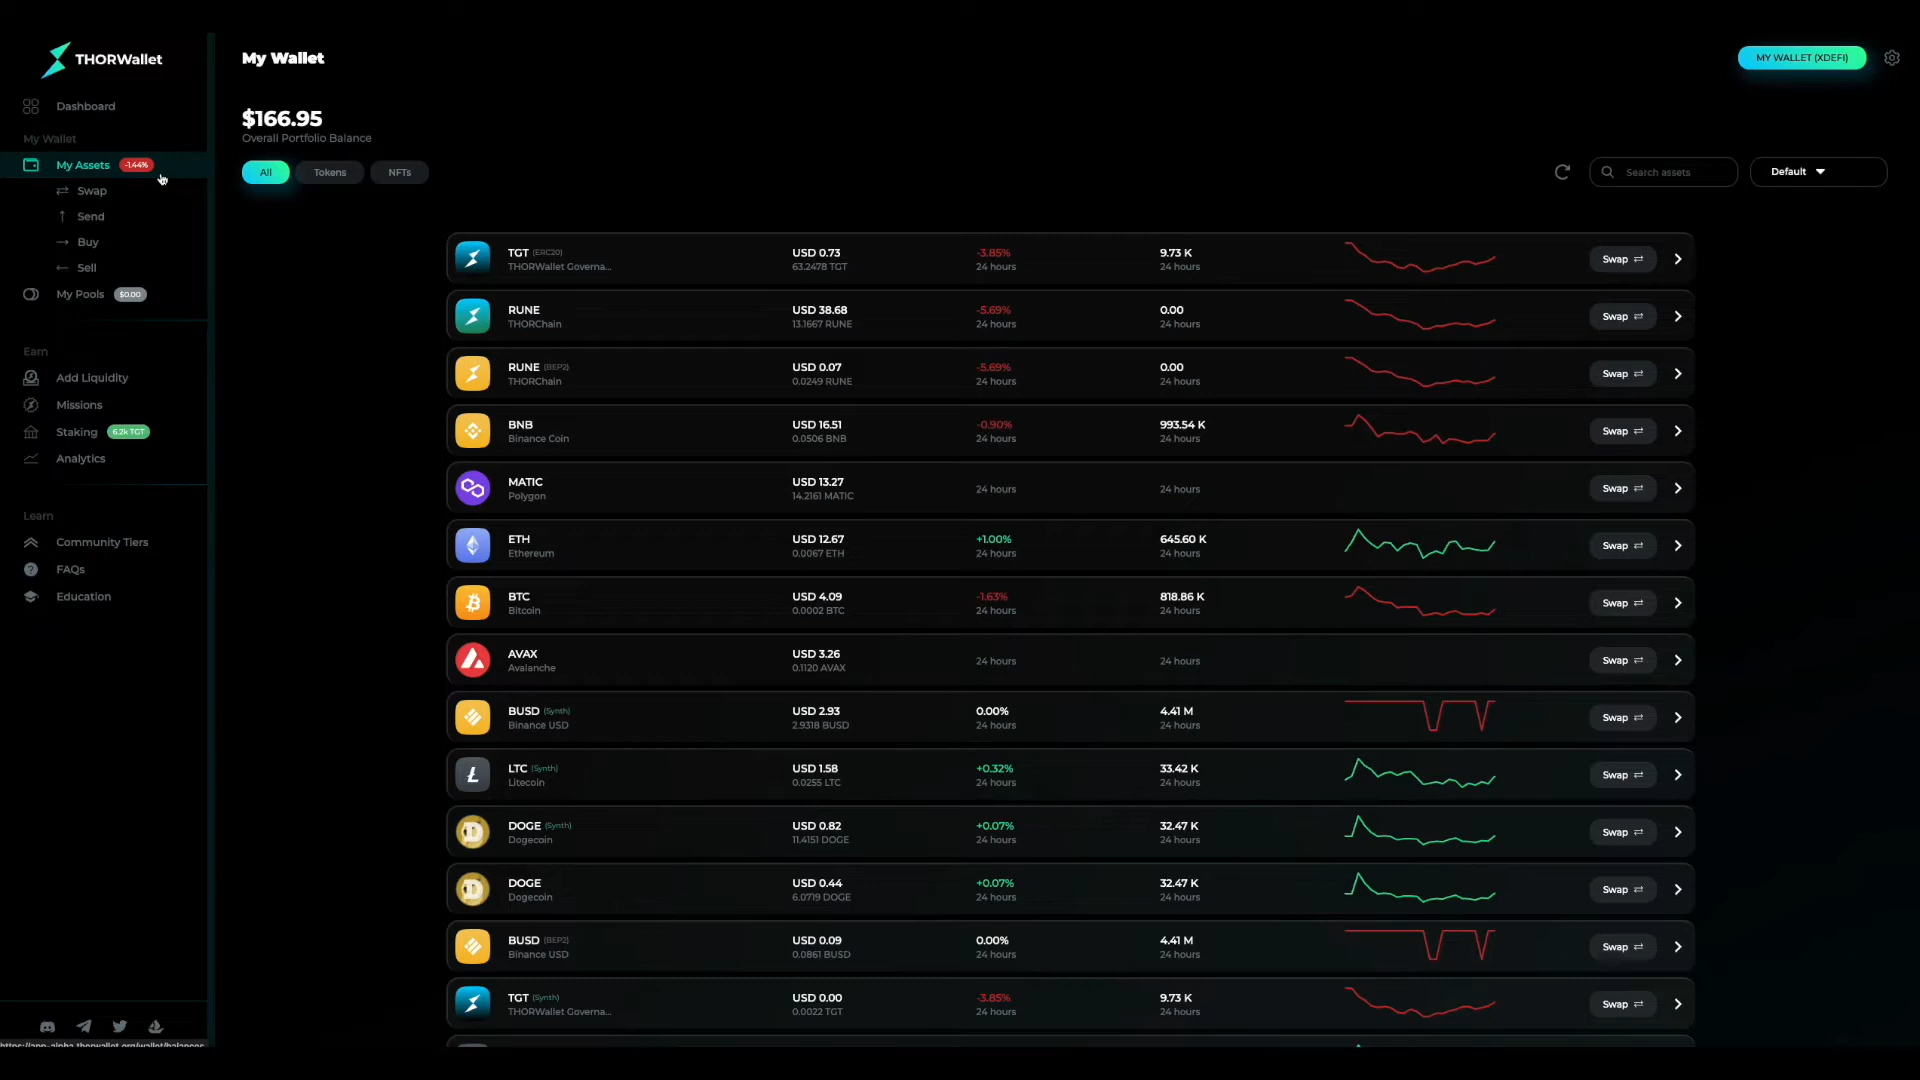 THORWallet
My Wallet
MY WALLET (XDEFI)
Dashboard
My Wallet
My Assets -1.44%
Swap
Send
Buy
Sell
My Pools $0.00
Earn
Add Liquidity
Missions
Staking 6.2k TGT
Analytics
Learn
Community Tiers
FAQs
Education
https://app-alpha.thorwallet.org/wallet/balances
$166.95
Overall Portfolio Balance
All Tokens NFTs
Search assets
Default
TGT (ERC20) USD 0.73 -3.85% 9.73 K Swap
THORWallet Governa... 63.2478 TGT 24 hours 24 hours
RUNE USD 38.68 -5.69% 0.00 Swap
THORChain 13.1667 RUNE 24 hours 24 hours
RUNE (BEP2) USD 0.07 -5.69% 0.00 Swap
THORChain 0.0249 RUNE 24 hours 24 hours
BNB USD 16.51 -0.90% 993.54 K Swap
Binance Coin 0.0506 BNB 24 hours 24 hours
MATIC USD 13.27 Swap
Polygon 14.2161 MATIC 24 hours 24 hours
ETH USD 12.67 +1.00% 645.60 K Swap
Ethereum 0.0067 ETH 24 hours 24 hours
BTC USD 4.09 -1.63% 818.86 K Swap
Bitcoin 0.0002 BTC 24 hours 24 hours
AVAX USD 3.26 Swap
Avalanche 0.1120 AVAX 24 hours 24 hours
BUSD (Synth) USD 2.93 0.00% 4.41 M Swap
Binance USD 2.9318 BUSD 24 hours 24 hours
LTC (Synth) USD 1.58 +0.32% 33.42 K Swap
Litecoin 0.0255 LTC 24 hours 24 hours
DOGE (Synth) USD 0.82 +0.07% 32.47 K Swap
Dogecoin 11.4151 DOGE 24 hours 24 hours
DOGE USD 0.44 +0.07% 32.47 K Swap
Dogecoin 6.0719 DOGE 24 hours 24 hours
BUSD (BEP2) USD 0.09 0.00% 4.41 M Swap
Binance USD 0.0861 BUSD 24 hours 24 hours
TGT (Synth) USD 0.00 -3.85% 9.73 K Swap
THORWallet Governa... 0.0022 TGT 24 hours 24 hours